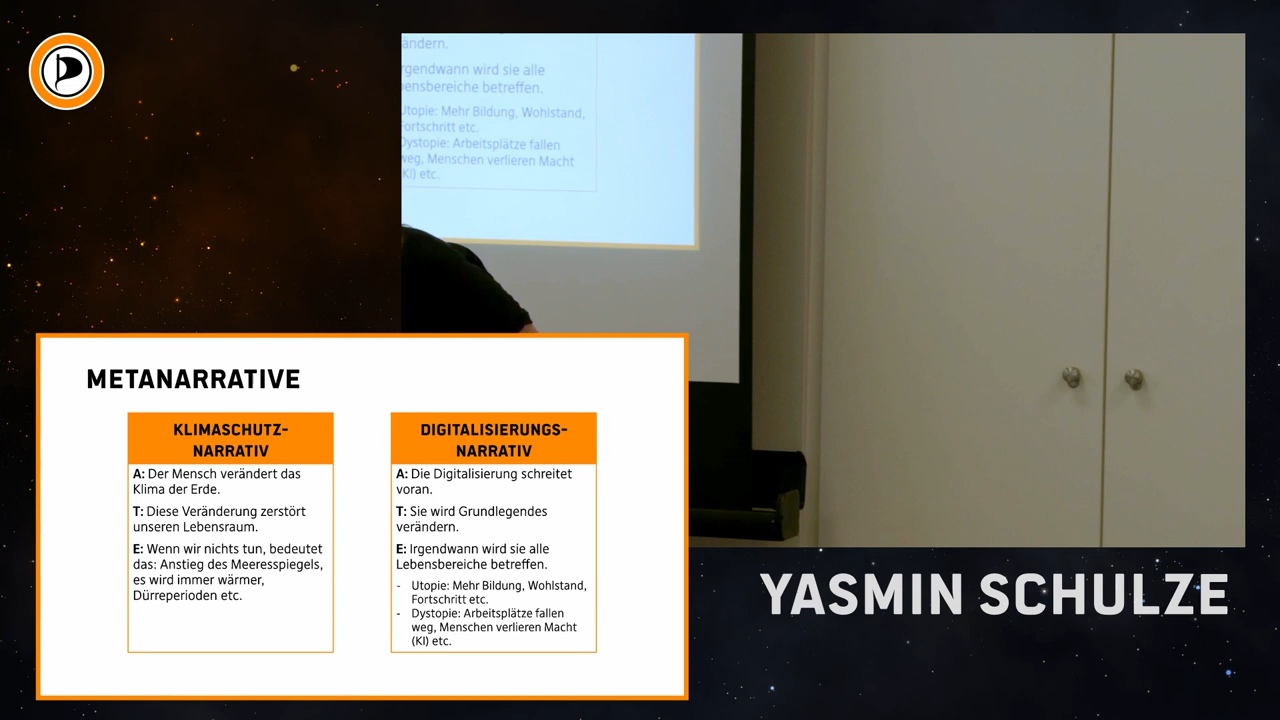 ändern.
rgendwann wird sie alle
bensbereiche betreffen.
Utopie: Mehr Bildung, Wohlstand,
Fortschritt etc.
Dystopie: Arbeitsplätze fallen
weg, Menschen verlieren Macht
(KI) etc.
METANARRATIVE
KLIMASCHUTZ-
NARRATIV
A: Der Mensch verändert das
Klima der Erde.
T: Diese Veränderung zerstört
unseren Lebensraum.
E: Wenn wir nichts tun, bedeutet
das: Anstieg des Meeresspiegels,
es wird immer wärmer,
Dürreperioden etc.
DIGITALISIERUNGS-
NARRATIV
A: Die Digitalisierung schreitet
voran.
T: Sie wird Grundlegendes
verändern.
E: Irgendwann wird sie alle
Lebensbereiche betreffen.
- Utopie: Mehr Bildung, Wohlstand,
Fortschritt etc.
- Dystopie: Arbeitsplätze fallen
weg, Menschen verlieren Macht
(KI) etc.
YASMIN SCHULZE